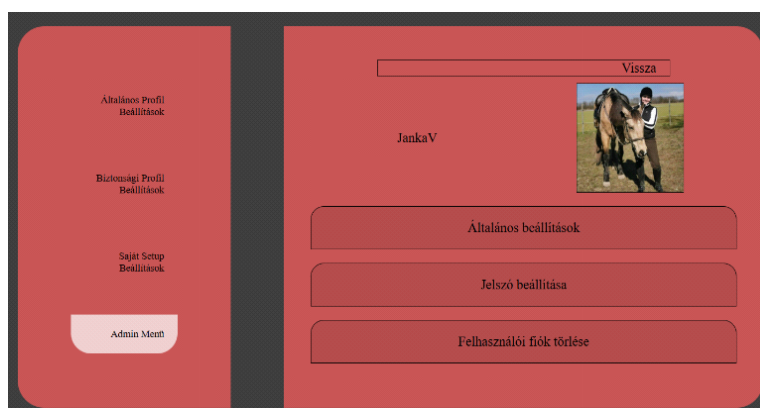 Általános Profil
Beállítások
Biztonsági Profil
Beállítások
Saját Setup
Beállítások
Admin Menü
Vissza
JankaV
Általános beállítások
Jelszó beállítása
Felhasználói fiók törlése